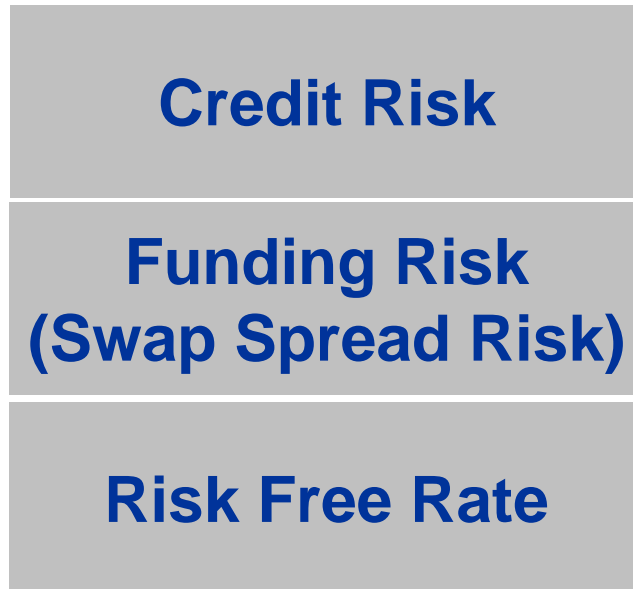 Credit Risk
Funding Risk
(Swap Spread Risk)
Risk Free Rate